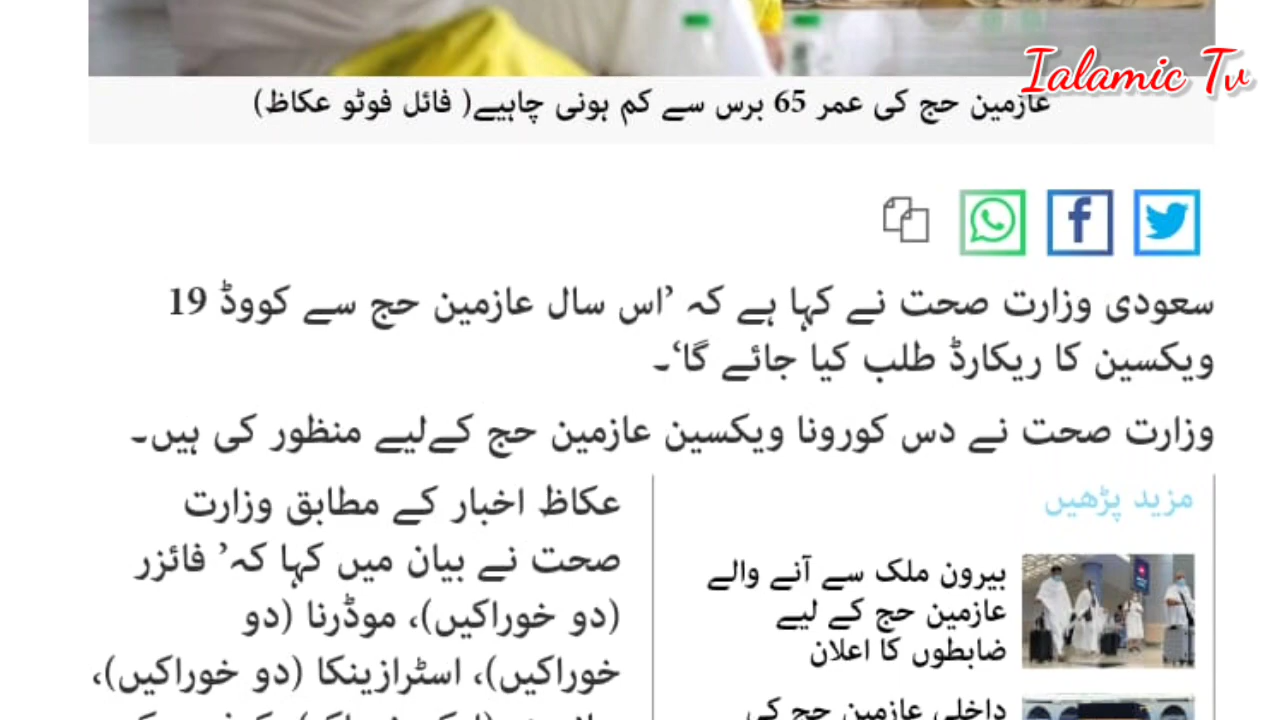 Ialamic Tv
عازمین حج کی عمر 65 برس سے کم ہونی چاہیے( فائل فوٹو عکاظ)
سعودی وزارت صحت نے کہا ہے کہ ’اس سال عازمین حج سے کووڈ 19
ویکسین کا ریکارڈ طلب کیا جائے گا‘۔
وزارت صحت نے دس کورونا ویکسین عازمین حج کےلیے منظور کی ہیں۔
مزید پڑھیں
بیرون ملک سے آنے والے
عازمین حج کے لیے
ضابطوں کا اعلان
داخلی عازمین حج کی
عکاظ اخبار کے مطابق وزارت
صحت نے بیان میں کہا کہ’ فائزر
(دو خوراکیں)، موڈرنا (دو
خوراکیں)، اسٹرازینکا (دو خوراکیں)،